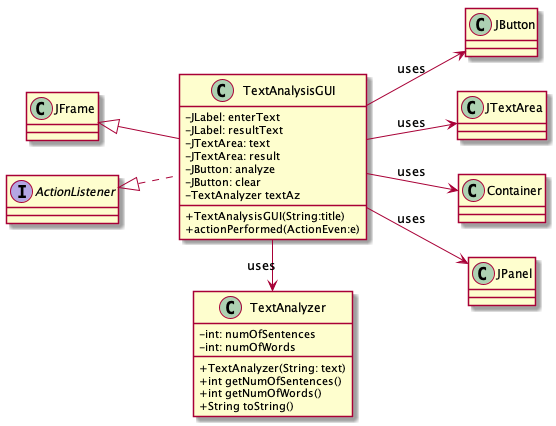 C JButton
uses
C TextAnalysisGUI
C JFrame
–JLabel: enterText
–JLabel: resultText
–JTextArea: text
–JTextArea: result
–JButton: analyze
–JButton: clear
–TextAnalyzer textAz
+TextAnalysisGUI(String:title)
+actionPerformed(ActionEven:e)
uses
C JTextArea
I ActionListener
uses
C Container
uses
C JPanel
uses
C TextAnalyzer
–int: numOfSentences
–int: numOfWords
+TextAnalyzer(String: text)
+int getNumOfSentences()
+int getNumOfWords()
+String toString()